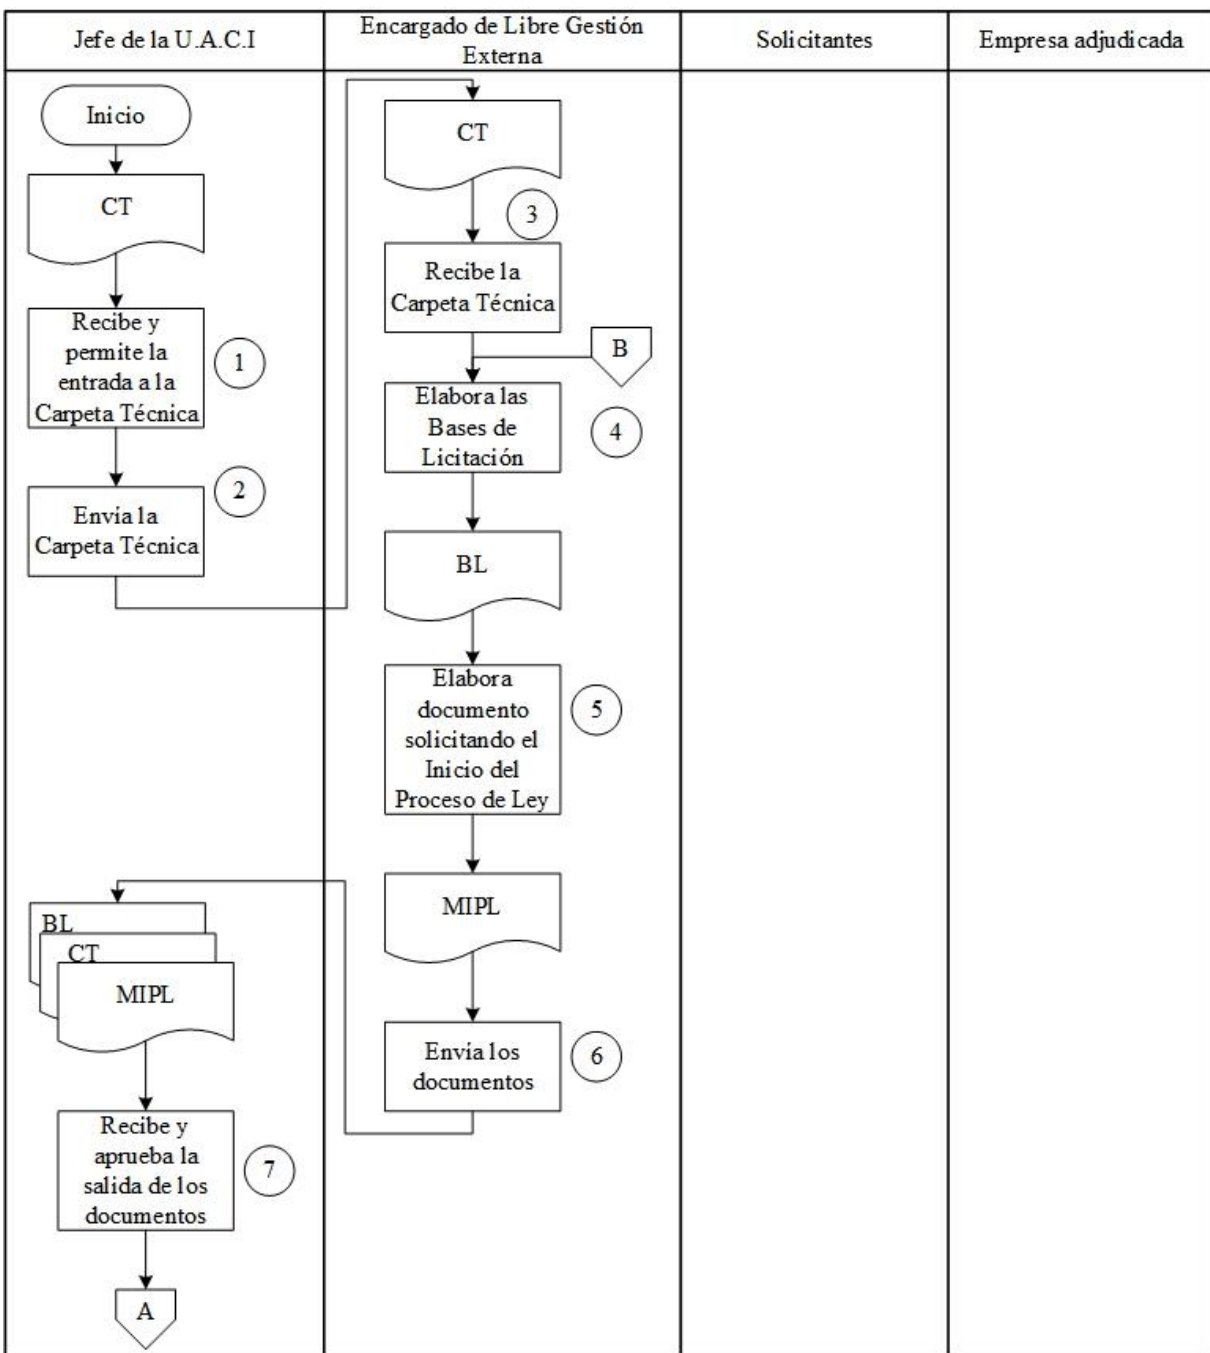 Jefe de la U.A.C.I
Encargado de Libre Gestión
Externa
Solicitantes
Empresa adjudicada
Inicio
CT
Recibe y
permite la
entrada a la
Carpeta Técnica
1
2
Envía la
Carpeta Técnica
CT
3
Recibe la
Carpeta Técnica
B
Elabora las
Bases de
Licitación
4
BL
Elabora
documento
solicitando el
Inicio del
Proceso de Ley
5
MIPL
Envía los
documentos
6
BL
CT
MIPL
Recibe y
aprueba la
salida de los
documentos
7
A